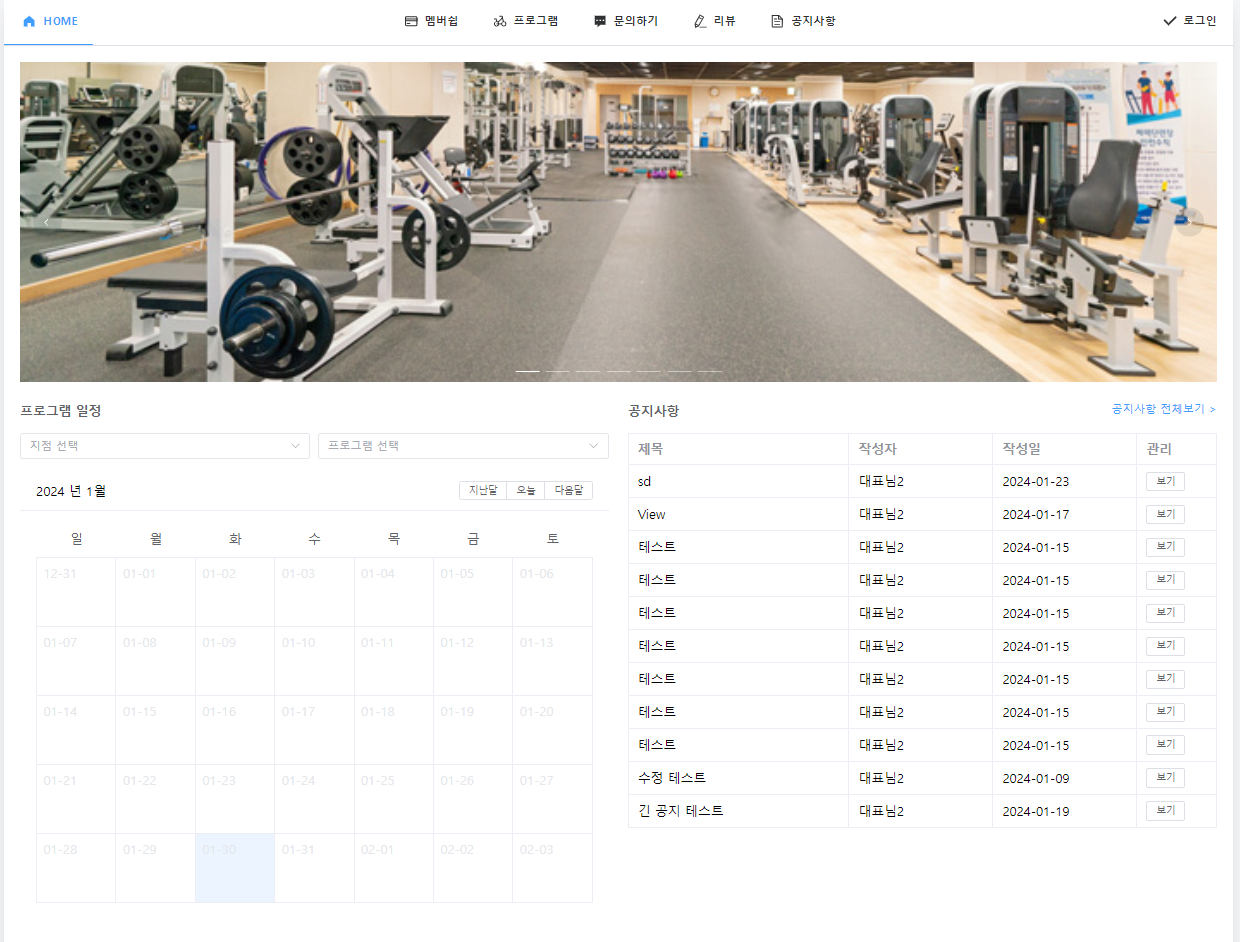 HOME 멤버쉽 프로그램 문의하기 리뷰 공지사항 로그인
프로그램 일정
지점 선택 프로그램 선택
2024 년 1월 지난달 오늘 다음달
일 월 화 수 목 금 토
12-31 01-01 01-02 01-03 01-04 01-05 01-06
01-07 01-08 01-09 01-10 01-11 01-12 01-13
01-14 01-15 01-16 01-17 01-18 01-19 01-20
01-21 01-22 01-23 01-24 01-25 01-26 01-27
01-28 01-29 01-30 01-31 02-01 02-02 02-03
공지사항 공지사항 전체보기 >
제목 작성자 작성일 관리
sd 대표님2 2024-01-23 보기
View 대표님2 2024-01-17 보기
테스트 대표님2 2024-01-15 보기
테스트 대표님2 2024-01-15 보기
테스트 대표님2 2024-01-15 보기
테스트 대표님2 2024-01-15 보기
테스트 대표님2 2024-01-15 보기
테스트 대표님2 2024-01-15 보기
테스트 대표님2 2024-01-15 보기
수정 테스트 대표님2 2024-01-09 보기
긴 공지 테스트 대표님2 2024-01-19 보기